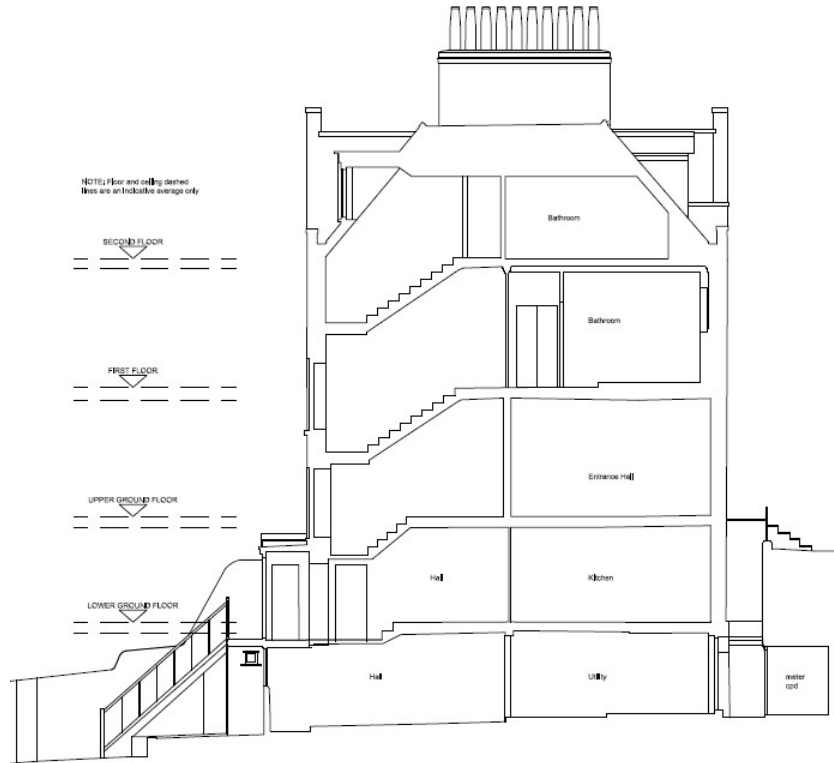 NOTE: Floor and ceiling dashed
lines are an indicative average only
Bathroom
SECOND FLOOR
Bathroom
FIRST FLOOR
Entrance Hall
UPPER GROUND FLOOR
Hall
Kitchen
LOWER GROUND FLOOR
Hall
Utility
meter
cpd